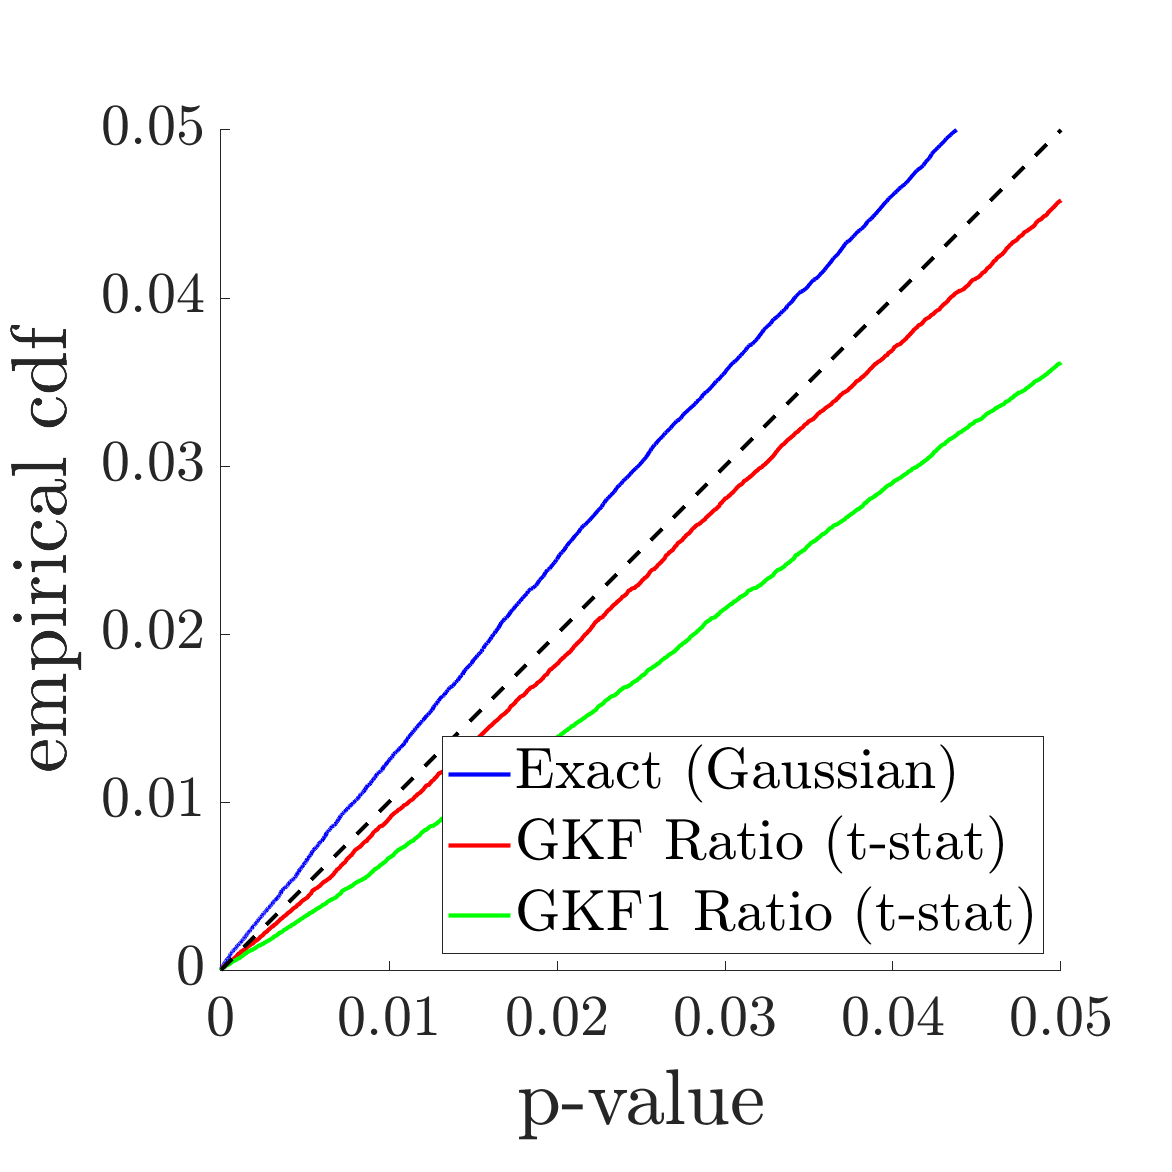 0.05
0.04
0.03
0.02
0.01
0
empirical cdf
Exact (Gaussian)
GKF Ratio (t-stat)
GKF1 Ratio (t-stat)
0 0.01 0.02 0.03 0.04 0.05
p-value